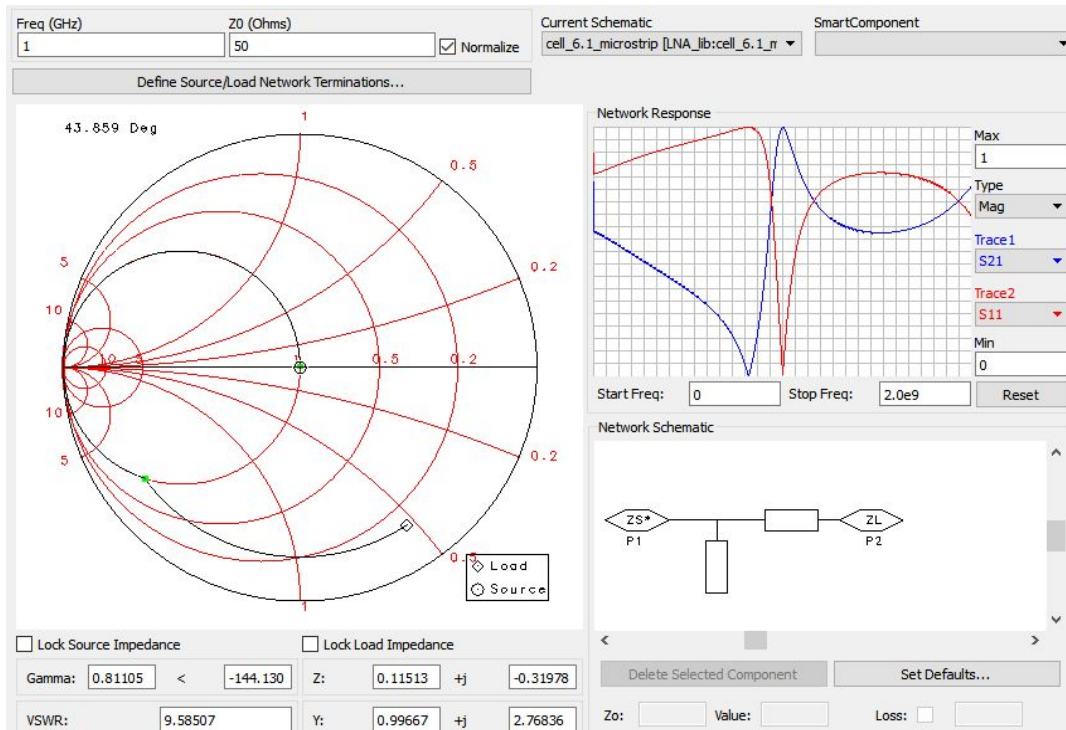 Freq (GHz)
Z0 (Ohms)
1
50
Normalize
Current Schematic
SmartComponent
cell_6.1_microstrip [LNA_lib:cell_6.1_m
Define Source/Load Network Terminations...
43.859 Deg
1
0.5
0.2
5
10
0.5
0.2
10
5
0.2
0.5
1
Load
Source
Network Response
Max
1
Type
Mag
Trace1
S21
Trace2
S11
Min
0
Start Freq:
0
Stop Freq:
2.0e9
Reset
Network Schematic
ZS*
P1
ZL
P2
Lock Source Impedance
Lock Load Impedance
Gamma:
0.81105
<
-144.130
Z:
0.11513
+j
-0.31978
VSWR:
9.58507
Y:
0.99667
+j
2.76836
Delete Selected Component
Set Defaults...
Zo:
Value:
Loss: